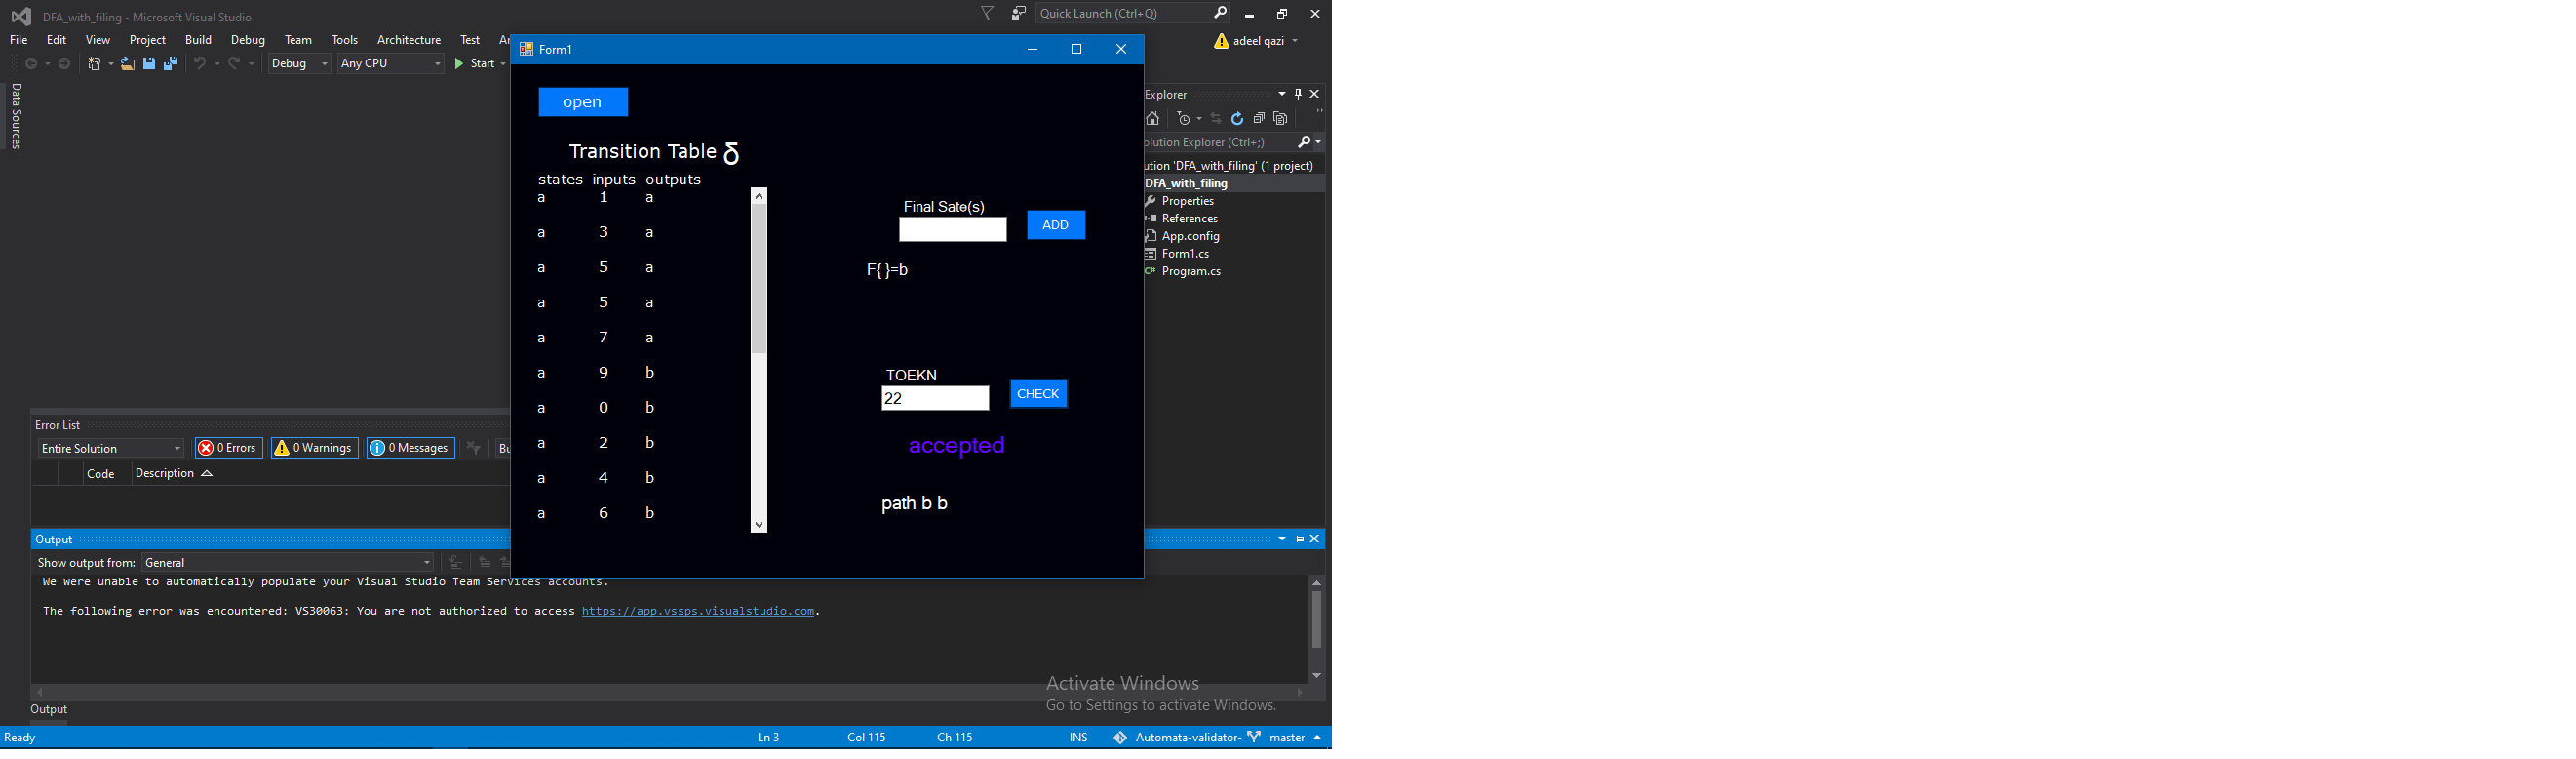 DFA_with_filing - Microsoft Visual Studio
Quick Launch (Ctrl+Q)
File Edit View Project Build Debug Team Tools Architecture Test
adeel qazi
Debug Any CPU Start
Data Sources
Form1
open
Transition Table δ
states inputs outputs
a 1 a
a 3 a
a 5 a
a 5 a
a 7 a
a 9 b
a 0 b
a 2 b
a 4 b
a 6 b
Final Sate(s)
ADD
F{ }=b
TOEKN
22
CHECK
accepted
path b b
Explorer
olution Explorer (Ctrl+;)
ution 'DFA_with_filing' (1 project)
DFA_with_filing
Properties
References
App.config
Form1.cs
Program.cs
Error List
Entire Solution 0 Errors 0 Warnings 0 Messages Bu
Code Description
Output
Show output from: General
We were unable to automatically populate your Visual Studio Team Services accounts.
The following error was encountered: VS30063: You are not authorized to access https://app.vssps.visualstudio.com.
Activate Windows
Go to Settings to activate Windows.
Output
Ready Ln 3 Col 115 Ch 115 INS Automata-validator- master